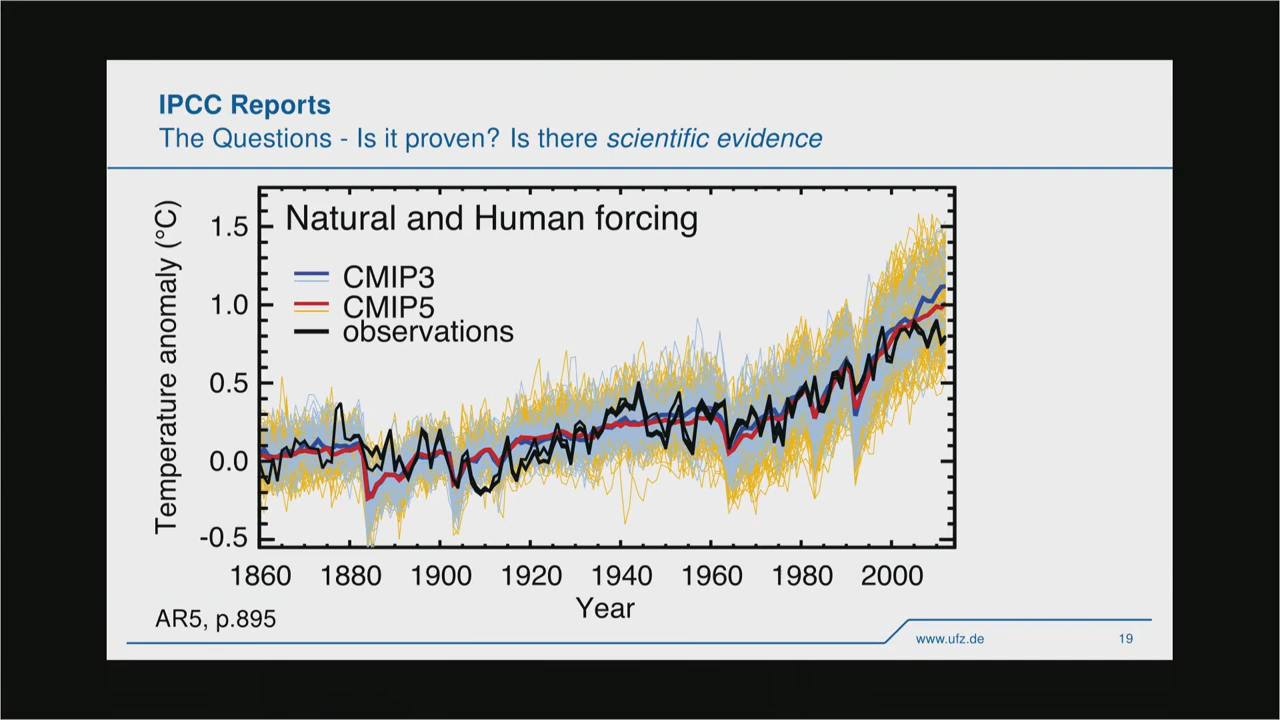 IPCC Reports
The Questions - Is it proven? Is there scientific evidence
Temperature anomaly (°C)
1.5
1.0
0.5
0.0
-0.5
Natural and Human forcing
CMIP3
CMIP5
observations
1860 1880 1900 1920 1940 1960 1980 2000
Year
AR5, p.895
www.ufz.de 19